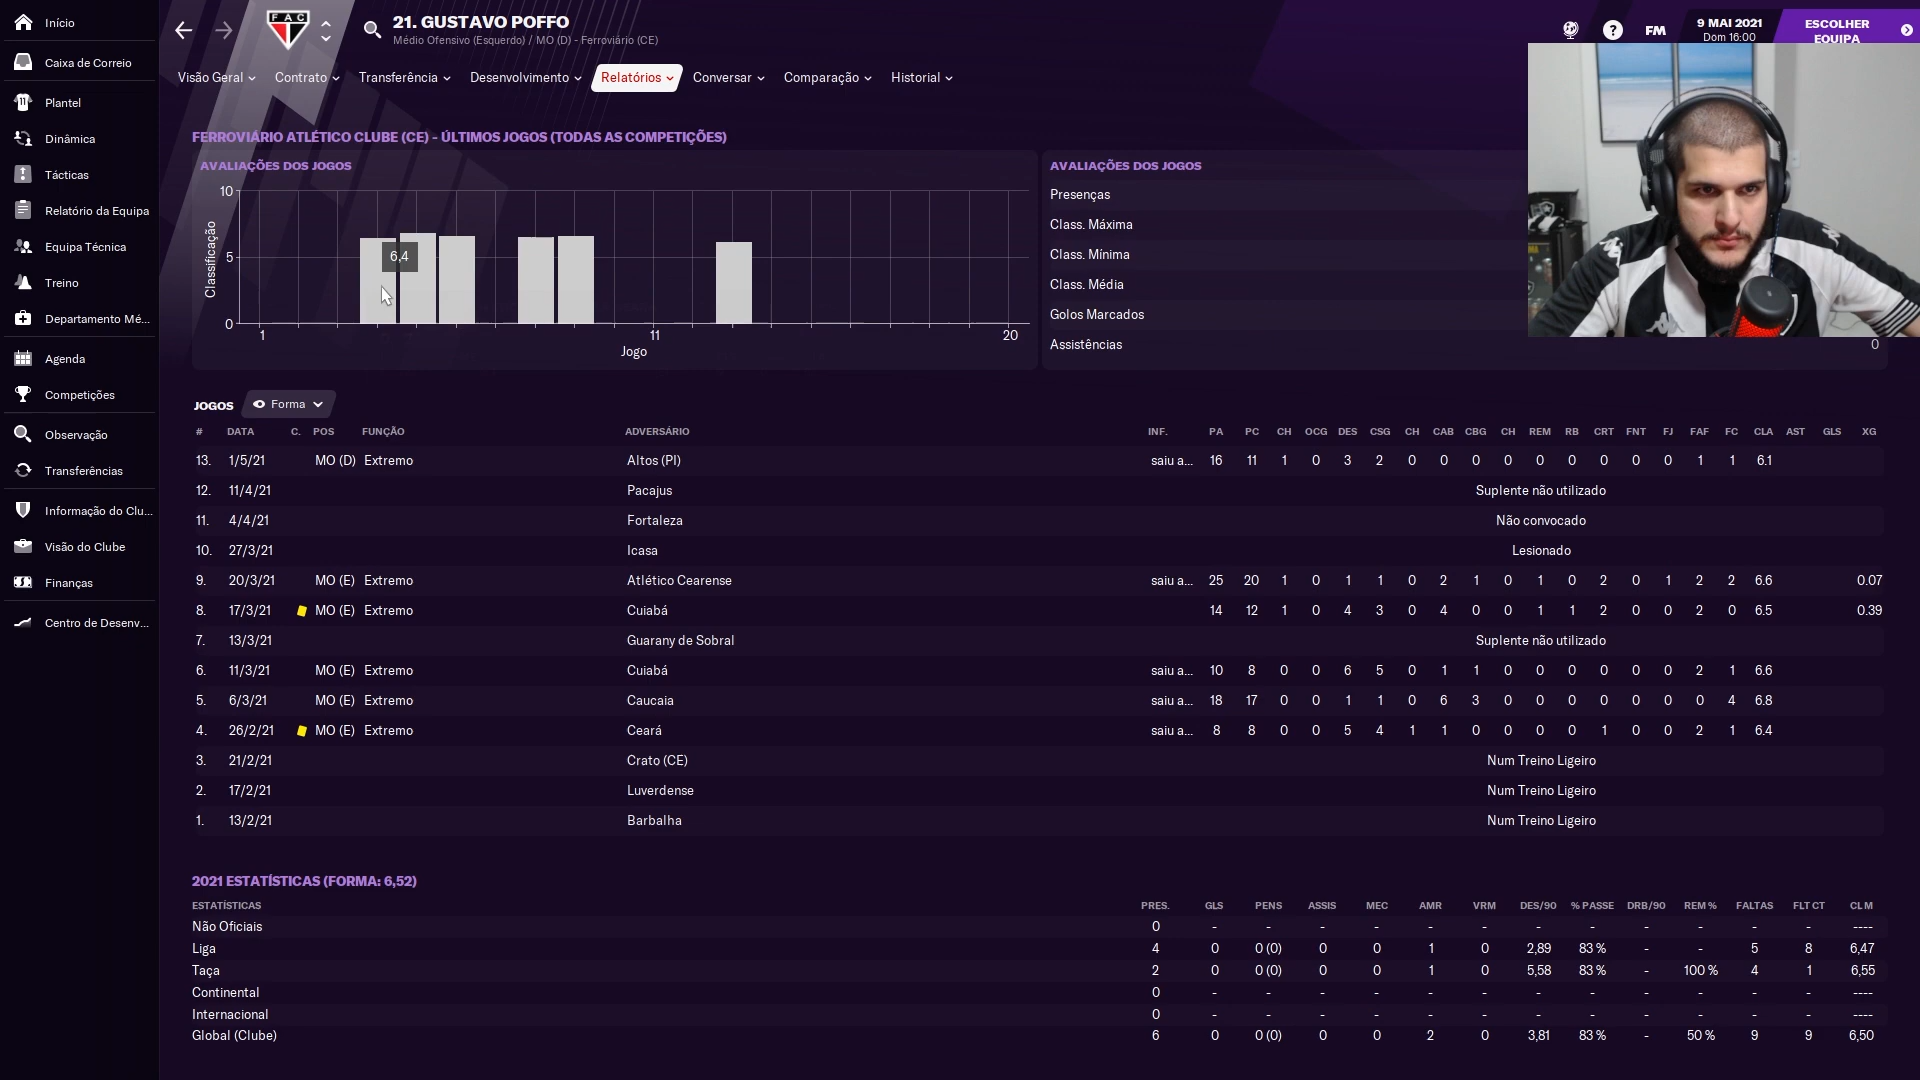 Início
Caixa de Correio
Plantel
Dinâmica
Tácticas
Relatório da Equipa
Equipa Técnica
Treino
Departamento Mé...
Agenda
Competições
Observação
Transferências
Informação do Clu...
Visão do Clube
Finanças
Centro de Desenv...
FAC
21. GUSTAVO POFFO
Médio Ofensivo (Esquerdo) / MO (D) - Ferroviário (CE)
? FM
9 MAI 2021
Dom 16:00
ESCOLHER
EQUIPA
Visão Geral Contrato Transferência Desenvolvimento Relatórios Conversar Comparação Historial
FERROVIÁRIO ATLÉTICO CLUBE (CE) - ÚLTIMOS JOGOS (TODAS AS COMPETIÇÕES)
AVALIAÇÕES DOS JOGOS
10
5
0
Classificação
6,4
1 11 20
Jogo
AVALIAÇÕES DOS JOGOS
Presenças
Class. Máxima
Class. Mínima
Class. Média
Golos Marcados
Assistências 0
JOGOS Forma
# DATA C. POS FUNÇÃO ADVERSÁRIO INF. PA PC CH OCG DES CSG CH CAB CBG CH REM RB CRT FNT FJ FAF FC CLA AST GLS XG
13. 1/5/21 MO (D) Extremo Altos (PI) saiu a... 16 11 1 0 3 2 0 0 0 0 0 0 0 0 0 1 1 6.1
12. 11/4/21 Pacajus Suplente não utilizado
11. 4/4/21 Fortaleza Não convocado
10. 27/3/21 Icasa Lesionado
9. 20/3/21 MO (E) Extremo Atlético Cearense saiu a... 25 20 1 0 1 1 0 2 1 0 1 0 2 0 1 2 2 6.6 0.07
8. 17/3/21 MO (E) Extremo Cuiabá 14 12 1 0 4 3 0 4 0 0 1 1 2 0 0 2 0 6.5 0.39
7. 13/3/21 Guarany de Sobral Suplente não utilizado
6. 11/3/21 MO (E) Extremo Cuiabá saiu a... 10 8 0 0 6 5 0 1 1 0 0 0 0 0 0 2 1 6.6
5. 6/3/21 MO (E) Extremo Caucaia saiu a... 18 17 0 0 1 1 0 6 3 0 0 0 0 0 0 0 4 6.8
4. 26/2/21 MO (E) Extremo Ceará saiu a... 8 8 0 0 5 4 1 1 0 0 0 0 1 0 0 2 1 6.4
3. 21/2/21 Crato (CE) Num Treino Ligeiro
2. 17/2/21 Luverdense Num Treino Ligeiro
1. 13/2/21 Barbalha Num Treino Ligeiro
2021 ESTATÍSTICAS (FORMA: 6,52)
ESTATÍSTICAS PRES. GLS PENS ASSIS MEC AMR VRM DES/90 % PASSE DRB/90 REM % FALTAS FLT CT CL M
Não Oficiais 0 - - - - - - - - - - - - ----
Liga 4 0 0 (0) 0 0 1 0 2,89 83 % - - 5 8 6,47
Taça 2 0 0 (0) 0 0 1 0 5,58 83 % - 100 % 4 1 6,55
Continental 0 - - - - - - - - - - - - ----
Internacional 0 - - - - - - - - - - - - ----
Global (Clube) 6 0 0 (0) 0 0 2 0 3,81 83 % - 50 % 9 9 6,50